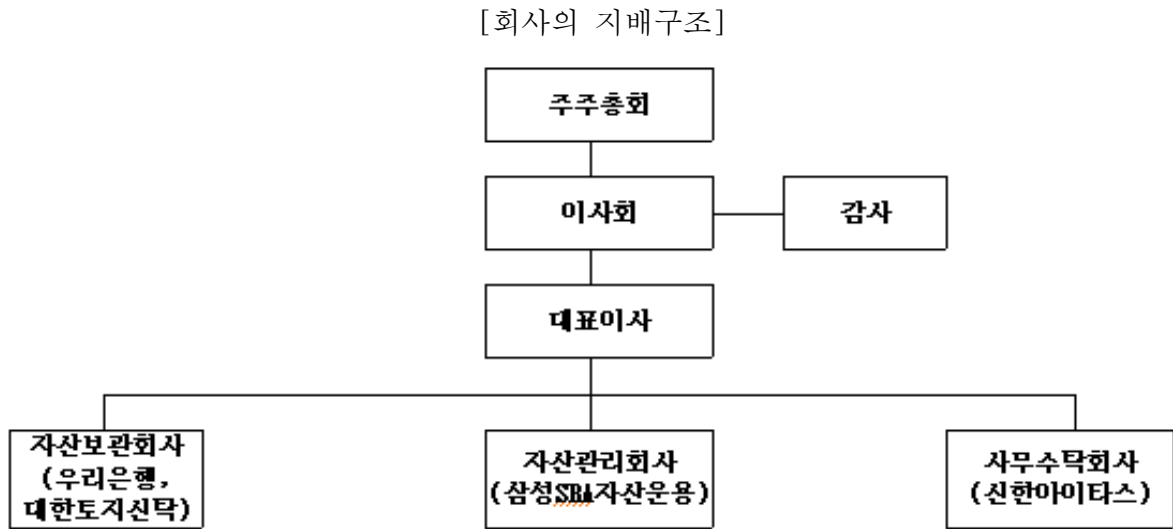 [회사의 지배구조]
주주총회
이사회
감사
대표이사
자산보관회사
(우리은행,
대한토지신탁)
자산관리회사
(삼성SRA자산운용)
사무수탁회사
(신한아이타스)